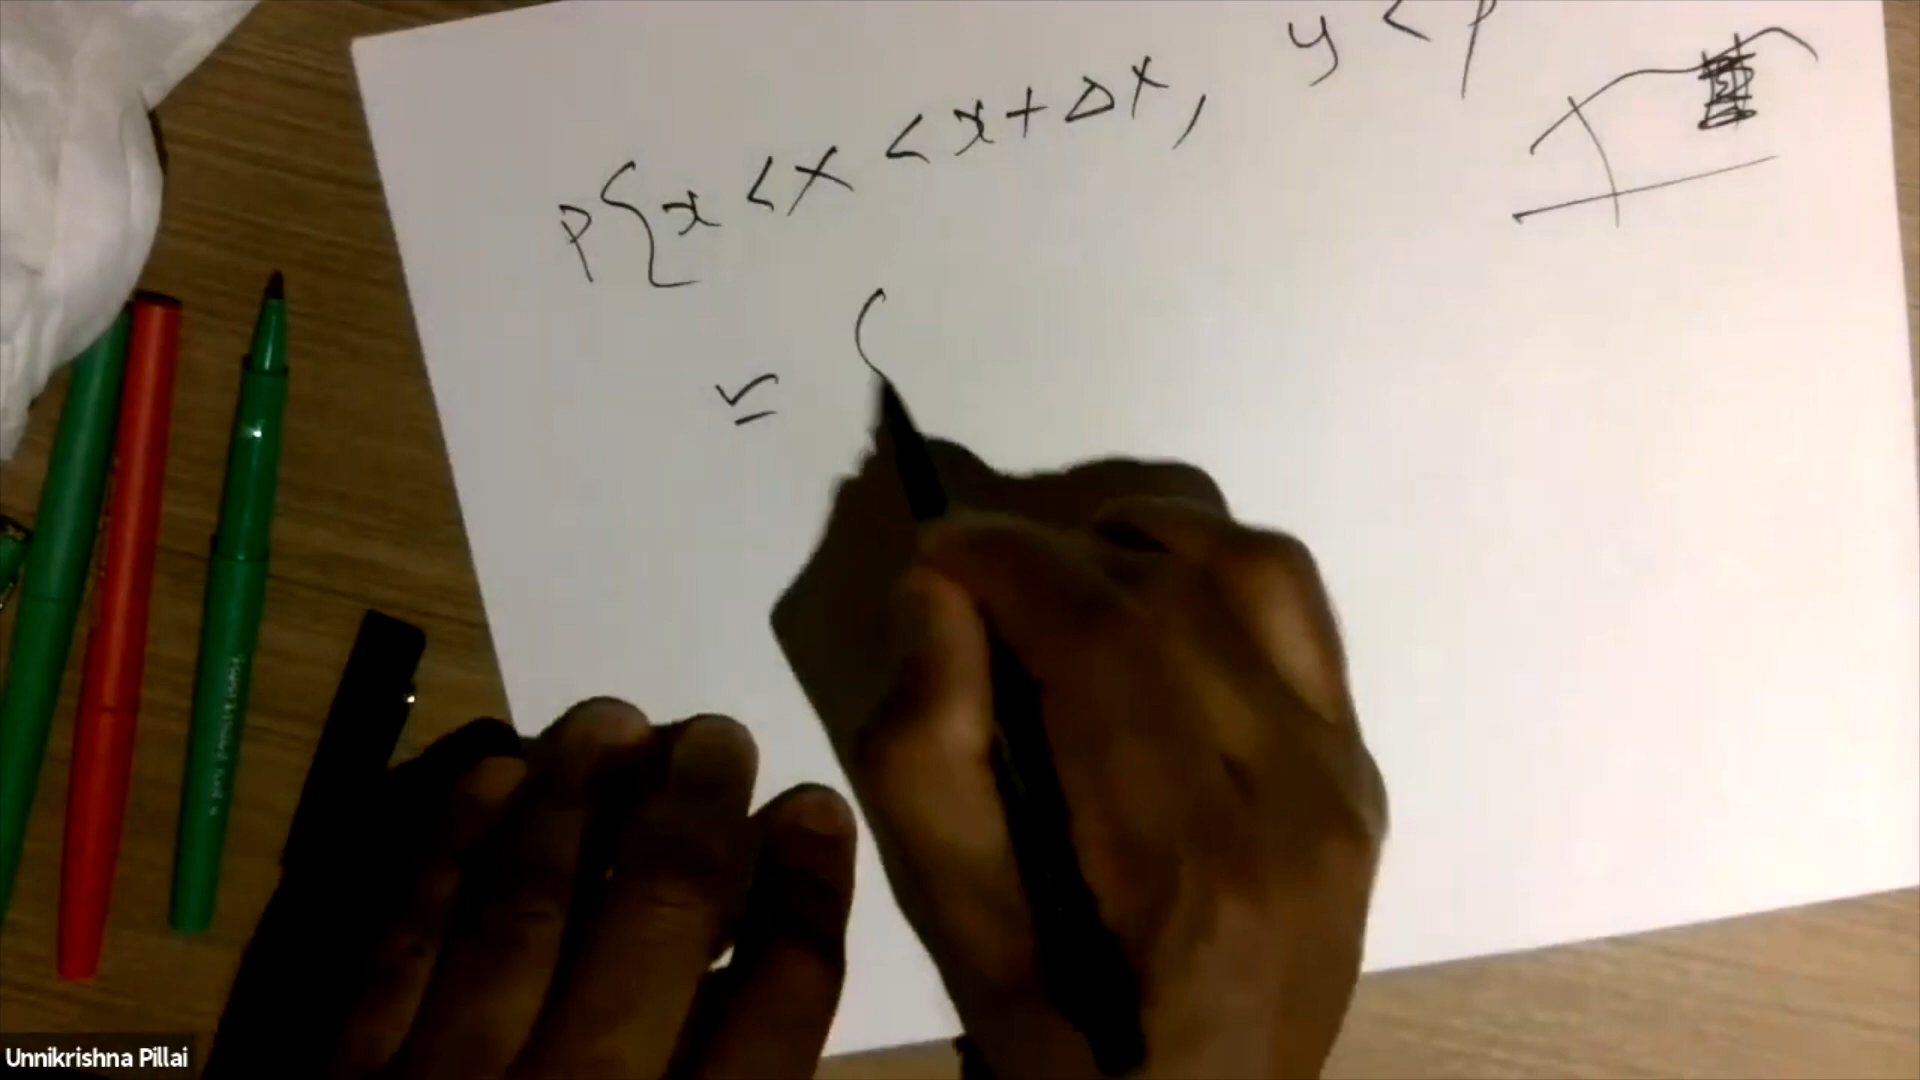 P{x < X < x + Δx, y <
≃ (
Unnikrishna Pillai